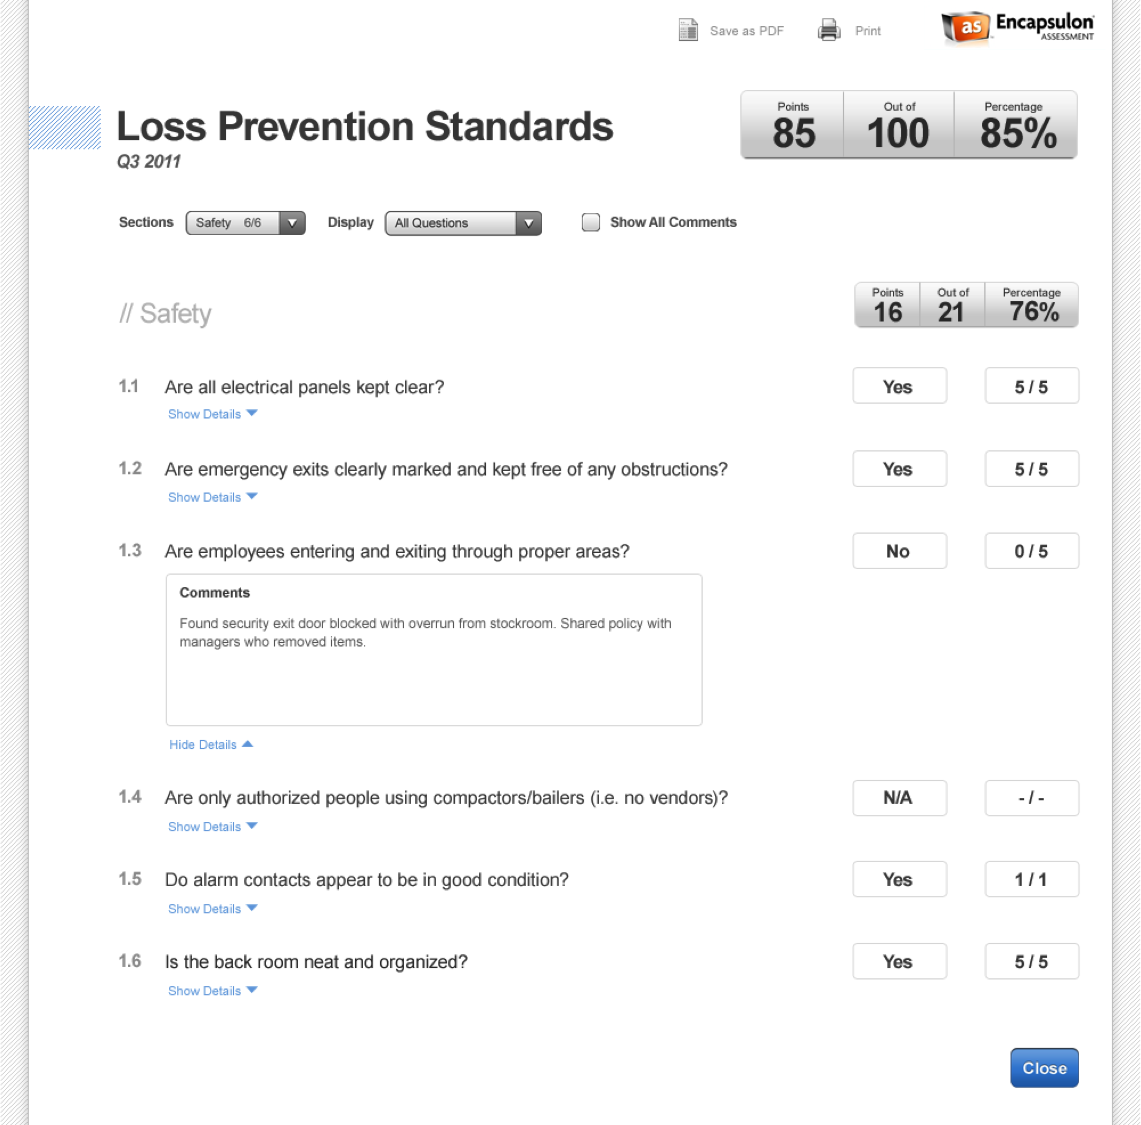 Save as PDF
Print
as Encapsulon
ASSESSMENT
Loss Prevention Standards
Q3 2011
Points
85
Out of
100
Percentage
85%
Sections
Safety 6/6
Display
All Questions
Show All Comments
// Safety
Points
16
Out of
21
Percentage
76%
1.1 Are all electrical panels kept clear? Yes 5 / 5
Show Details
1.2 Are emergency exits clearly marked and kept free of any obstructions? Yes 5 / 5
Show Details
1.3 Are employees entering and exiting through proper areas? No 0 / 5
Comments
Found security exit door blocked with overrun from stockroom. Shared policy with
managers who removed items.
Hide Details
1.4 Are only authorized people using compactors/bailers (i.e. no vendors)? N/A - / -
Show Details
1.5 Do alarm contacts appear to be in good condition? Yes 1 / 1
Show Details
1.6 Is the back room neat and organized? Yes 5 / 5
Show Details
Close